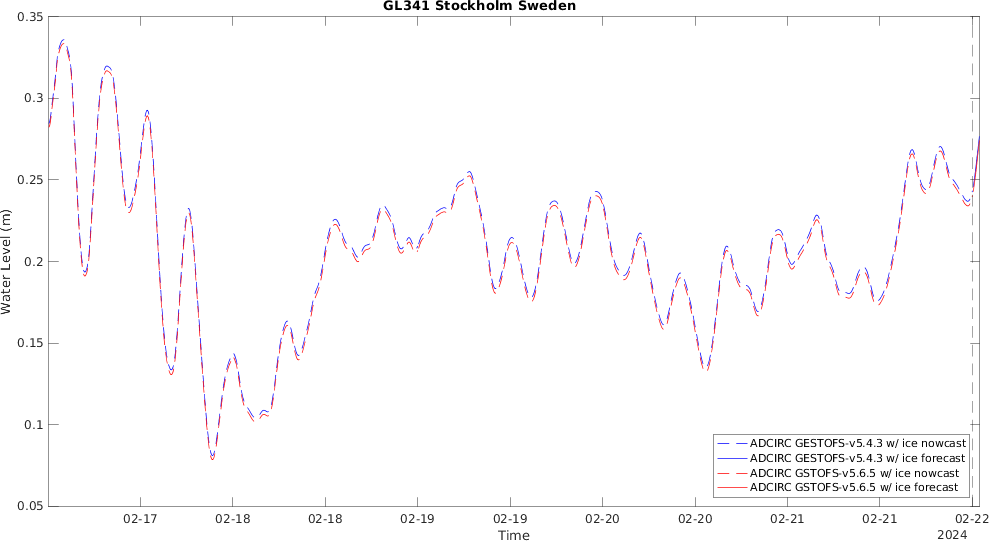 GL341 Stockholm Sweden
0.35
0.3
0.25
0.2
0.15
0.1
0.05
Water Level (m)
ADCIRC GESTOFS-v5.4.3 w/ ice nowcast
ADCIRC GESTOFS-v5.4.3 w/ ice forecast
ADCIRC GSTOFS-v5.6.5 w/ ice nowcast
ADCIRC GSTOFS-v5.6.5 w/ ice forecast
02-17 02-18 02-18 02-19 02-19 02-20 02-20 02-21 02-21 02-22
Time
2024